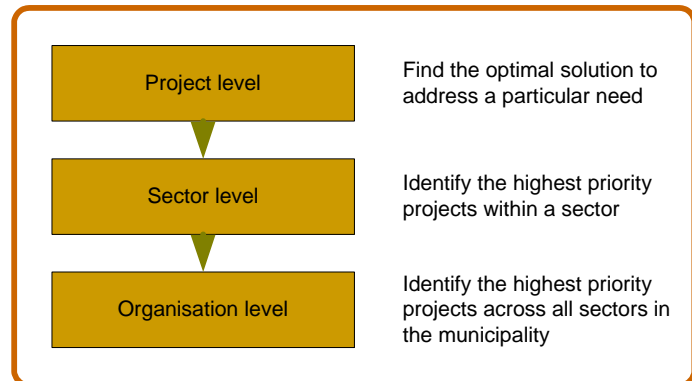 Project level
Find the optimal solution to
address a particular need
Sector level
Identify the highest priority
projects within a sector
Organisation level
Identify the highest priority
projects across all sectors in
the municipality